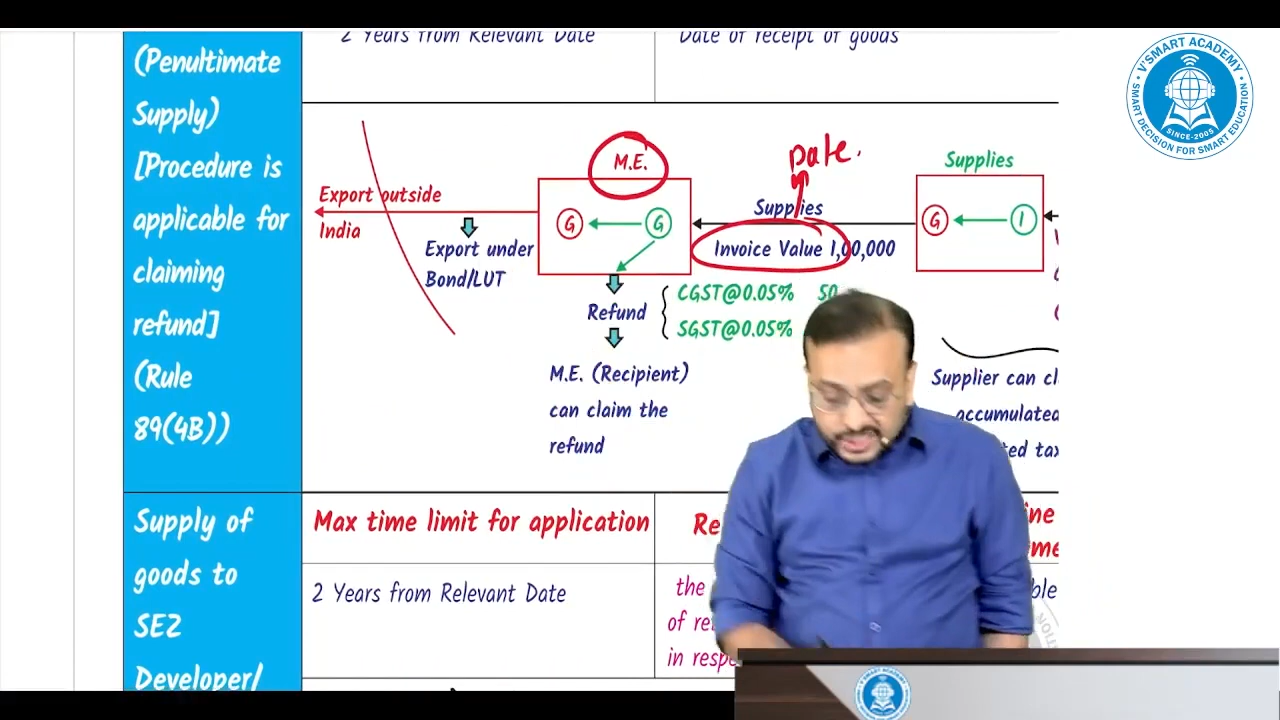 2 Years from Relevant Date
Date of receipt of goods
(Penultimate
Supply)
[Procedure is
applicable for
claiming
refund]
(Rule
89(4B))
Export outside
India
Export under
Bond/LUT
M.E.
G
G
Refund
M.E. (Recipient)
can claim the
refund
Date.
Supplies
Invoice Value 1,00,000
CGST@0.05% 50
SGST@0.05%
Supplies
G
I
Supplier can cl
accumulated
ted tax
Supply of
goods to
SEZ
Developer/
Max time limit for application
2 Years from Relevant Date
Re
the
of re
in respe
V'SMART ACADEMY
SMART DECISION FOR SMART EDUCATION
SINCE-2005